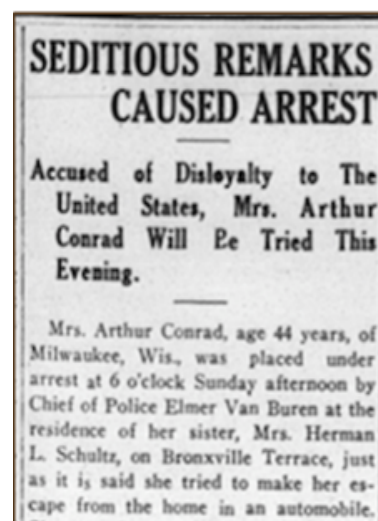 SEDITIOUS REMARKS
CAUSED ARREST
Accused of Disloyalty to The
United States, Mrs. Arthur
Conrad Will Be Tried This
Evening.
Mrs. Arthur Conrad, age 44 years, of
Milwaukee, Wis., was placed under
arrest at 6 o'clock Sunday afternoon by
Chief of Police Elmer Van Buren at the
residence of her sister, Mrs. Herman
L. Schultz, on Bronxville Terrace, just
as it is said she tried to make her es-
cape from the home in an automobile.